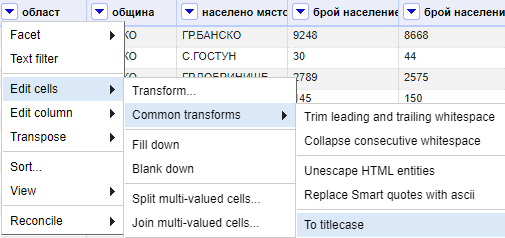 област община населено място брой население брой населени
Facet КО ГР.БАНСКО 9248 8668
Text filter КО С.ГОСТУН 30 44
Edit cells ГР.ДОБРИНИЩЕ 2789 2575
Transform...
145 150
Edit column Common transforms
Trim leading and trailing whitespace
Transpose Fill down Collapse consecutive whitespace
Sort... Blank down Unescape HTML entities
View Split multi-valued cells... Replace Smart quotes with ascii
Reconcile Join multi-valued cells... To titlecase